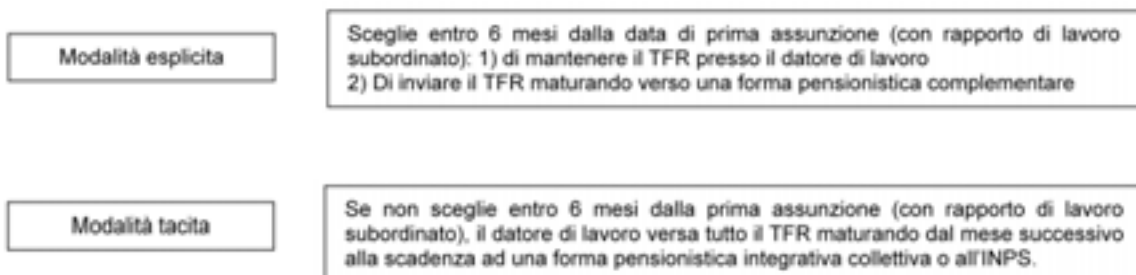 Modalità esplicita
Sceglie entro 6 mesi dalla data di prima assunzione (con rapporto di lavoro
subordinato): 1) di mantenere il TFR presso il datore di lavoro
2) Di inviare il TFR maturando verso una forma pensionistica complementare
Modalità tacita
Se non sceglie entro 6 mesi dalla prima assunzione (con rapporto di lavoro
subordinato), il datore di lavoro versa tutto il TFR maturando dal mese successivo
alla scadenza ad una forma pensionistica integrativa collettiva o all'INPS.